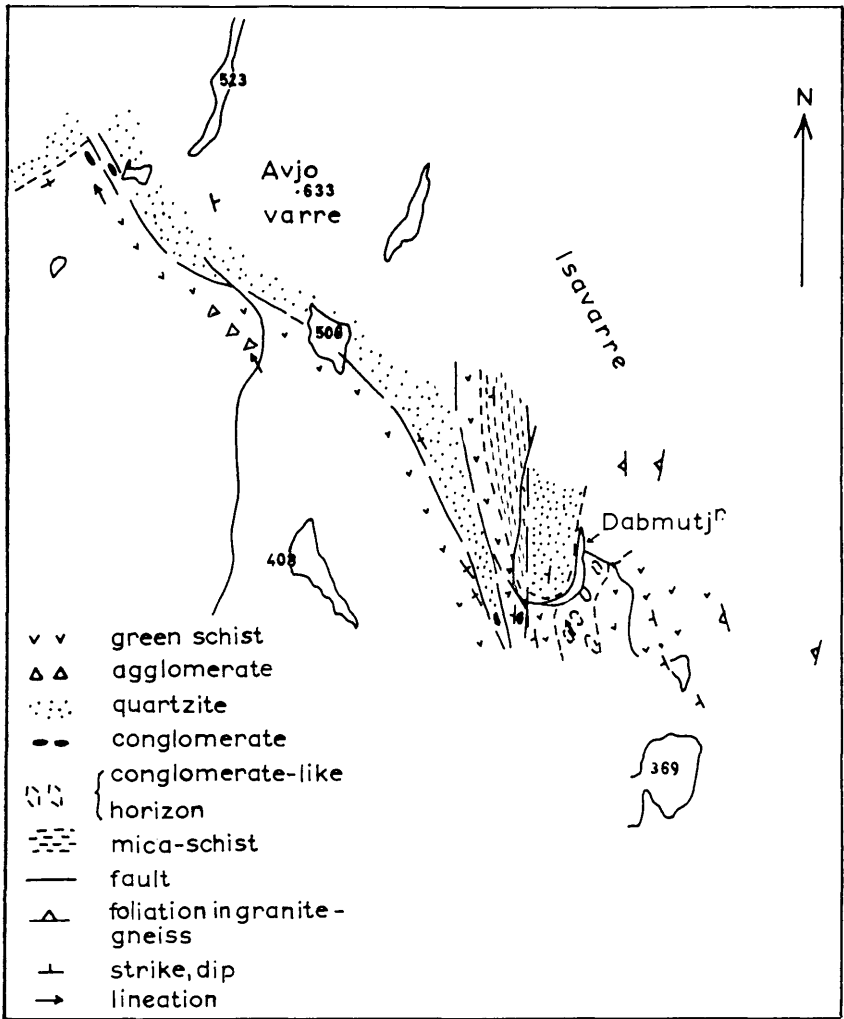 523
N
Avjo
633
varre
Isavarre
506
Dabmutjn
408
369
green schist
agglomerate
quartzite
conglomerate
conglomerate-like
horizon
mica-schist
fault
foliation in granite-
gneiss
strike, dip
lineation